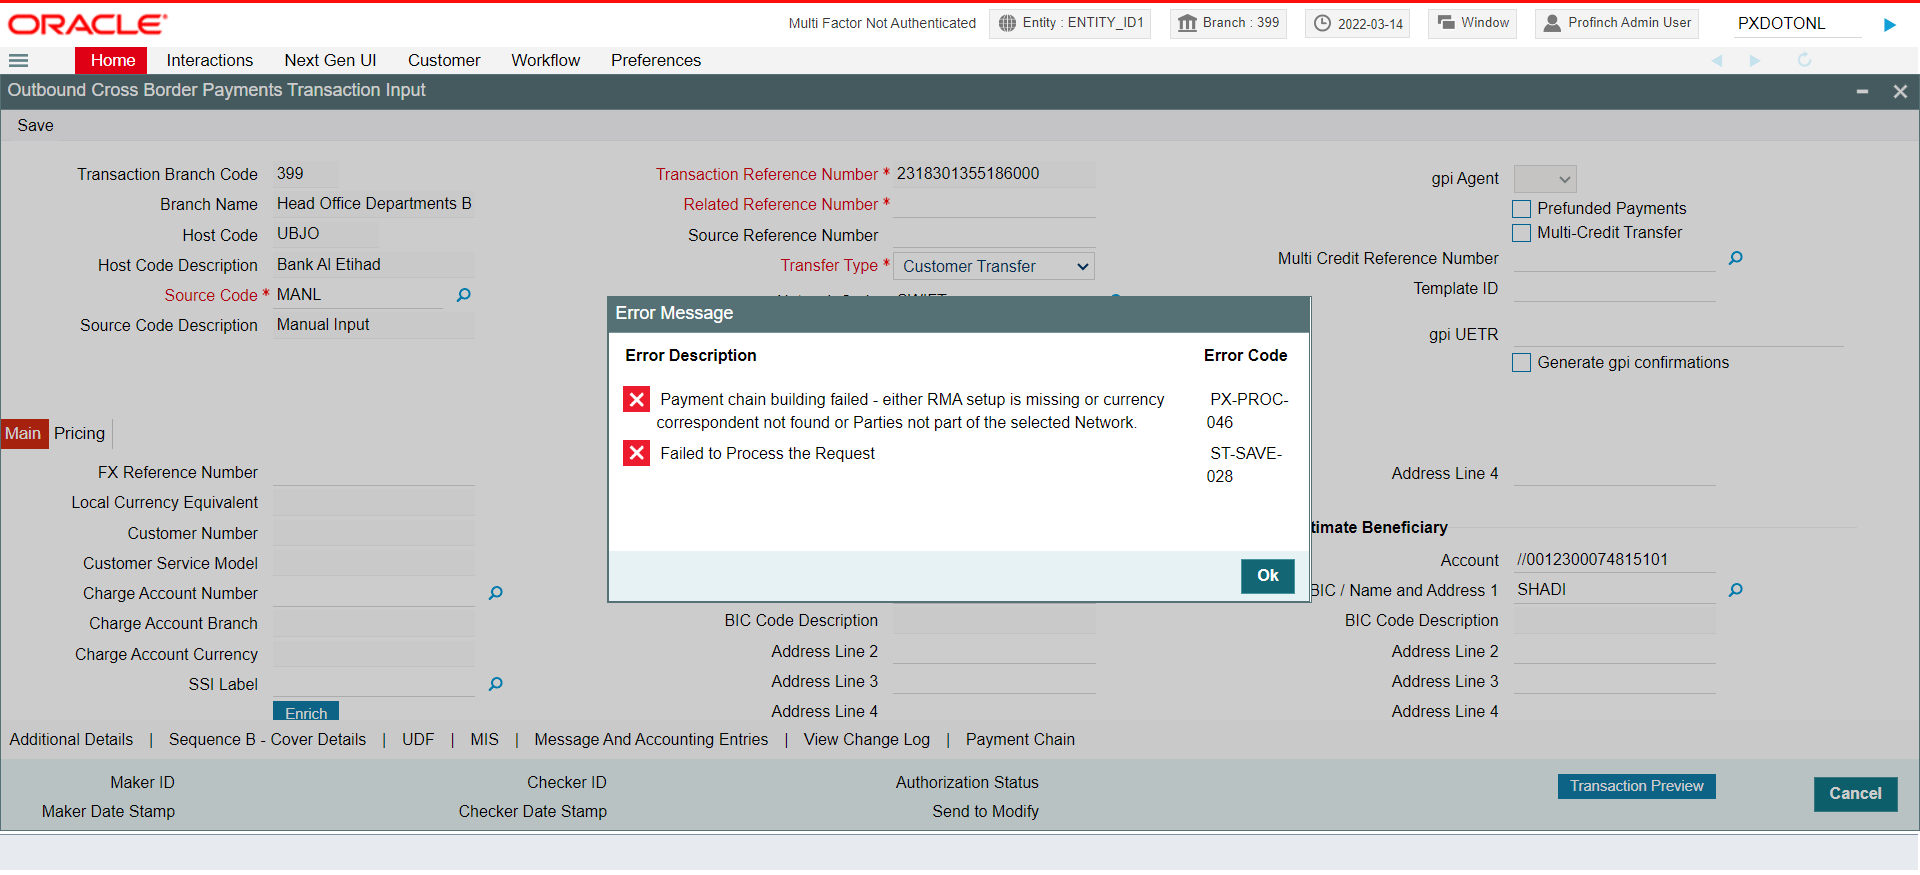 ORACLE
Multi Factor Not Authenticated
Entity : ENTITY_ID1
Branch : 399
2022-03-14
Window
Profinch Admin User
PXDOTONL
Home Interactions Next Gen UI Customer Workflow Preferences
Outbound Cross Border Payments Transaction Input
Save
Transaction Branch Code 399
Branch Name Head Office Departments B
Host Code UBJO
Host Code Description Bank Al Etihad
Source Code * MANL
Source Code Description Manual Input
Transaction Reference Number * 2318301355186000
Related Reference Number *
Source Reference Number
Transfer Type * Customer Transfer
gpi Agent
Prefunded Payments
Multi-Credit Transfer
Multi Credit Reference Number
Template ID
gpi UETR
Generate gpi confirmations
Error Message
Error Description Error Code
Payment chain building failed - either RMA setup is missing or currency PX-PROC-
correspondent not found or Parties not part of the selected Network. 046
Failed to Process the Request ST-SAVE-
028
Ok
Main Pricing
FX Reference Number
Local Currency Equivalent
Customer Number
Customer Service Model
Charge Account Number
Charge Account Branch
Charge Account Currency
SSI Label
Enrich
BIC Code Description
Address Line 2
Address Line 3
Address Line 4
Address Line 4
timate Beneficiary
Account //0012300074815101
BIC / Name and Address 1 SHADI
BIC Code Description
Address Line 2
Address Line 3
Address Line 4
Additional Details | Sequence B - Cover Details | UDF | MIS | Message And Accounting Entries | View Change Log | Payment Chain
Maker ID Checker ID Authorization Status
Maker Date Stamp Checker Date Stamp Send to Modify
Transaction Preview
Cancel